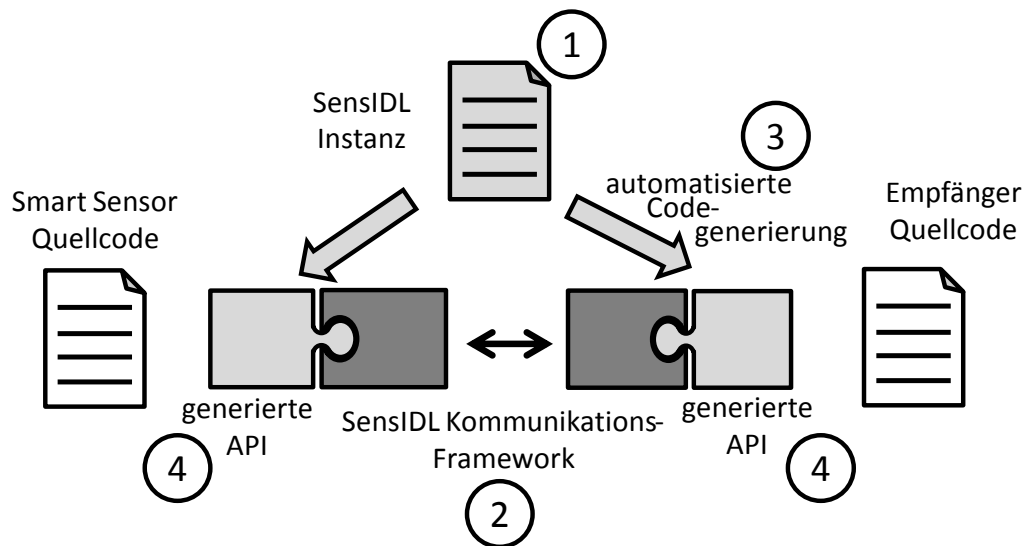 1
SensIDL
Instanz
3
automatisierte
Code-
generierung
Smart Sensor
Quellcode
Empfänger
Quellcode
generierte
API
SensIDL Kommunikations-
Framework
generierte
API
4
2
4